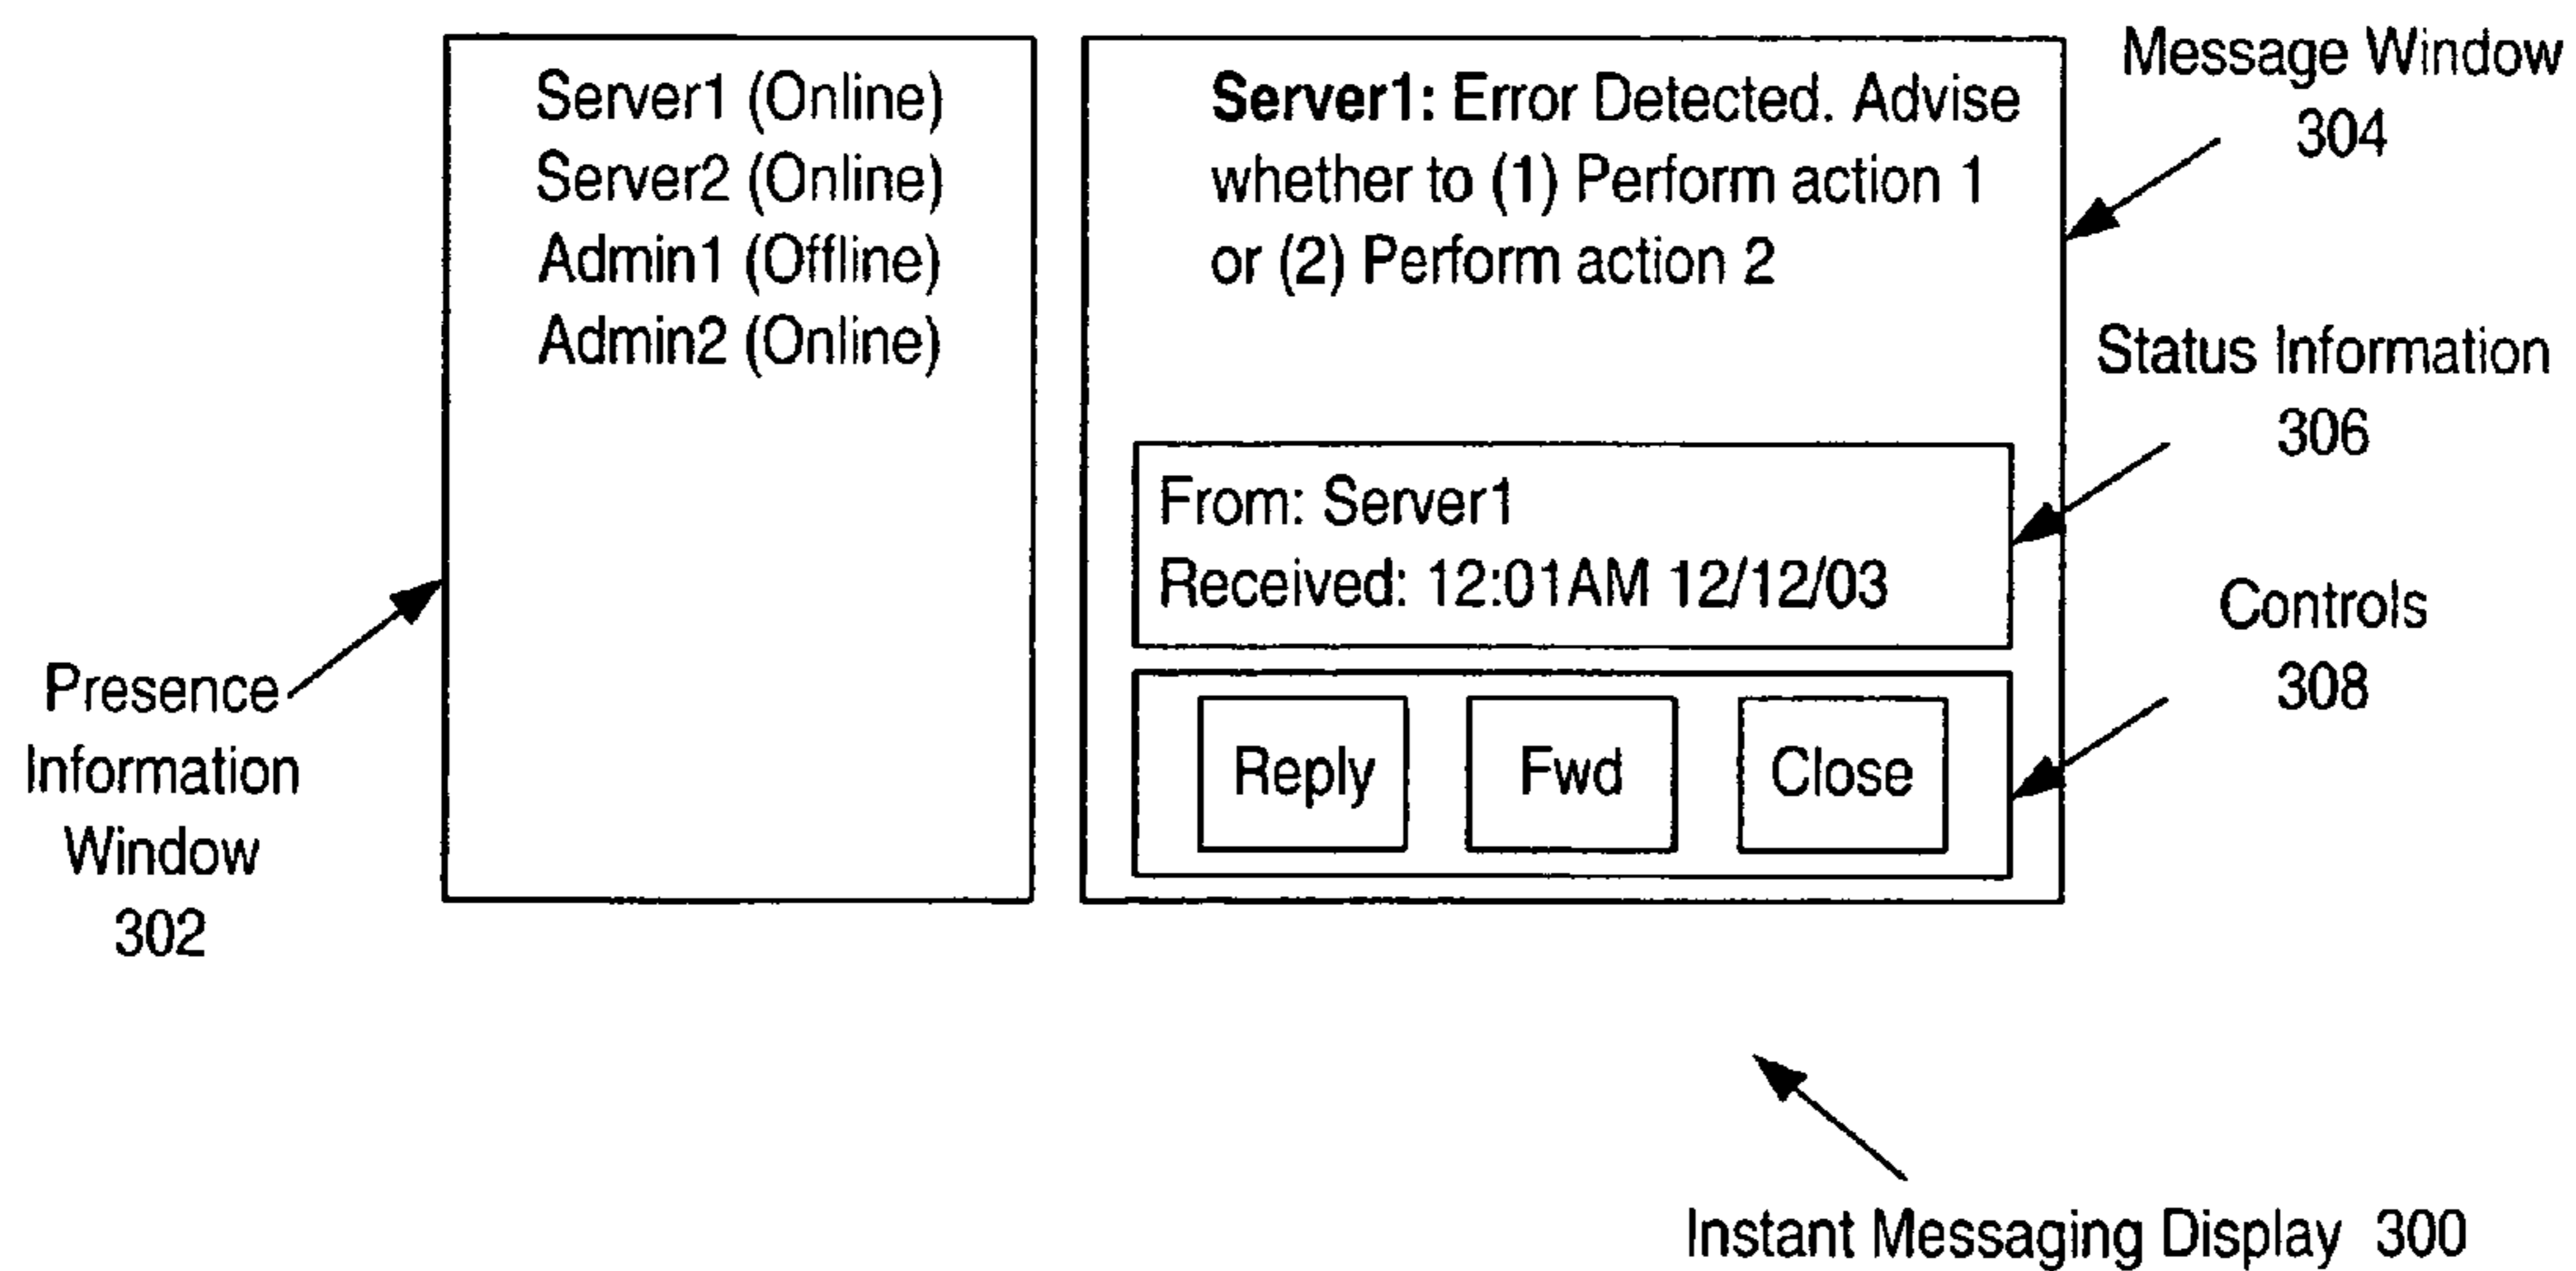 Server1 (Online)
Server2 (Online)
Admin1 (Offline)
Admin2 (Online)
Presence
Information
Window
302
Server1: Error Detected. Advise
whether to (1) Perform action 1
or (2) Perform action 2
From: Server1
Received: 12:01AM 12/12/03
Reply
Fwd
Close
Message Window
304
Status Information
306
Controls
308
Instant Messaging Display 300